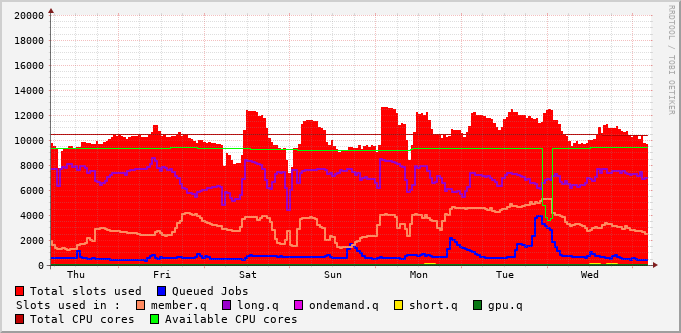 20000
18000
16000
14000
12000
10000
8000
6000
4000
2000
0
Thu Fri Sat Sun Mon Tue Wed
Total slots used Queued Jobs
Slots used in : member.q long.q ondemand.q short.q gpu.q
Total CPU cores Available CPU cores
RRDTOOL / TOBI OETIKER